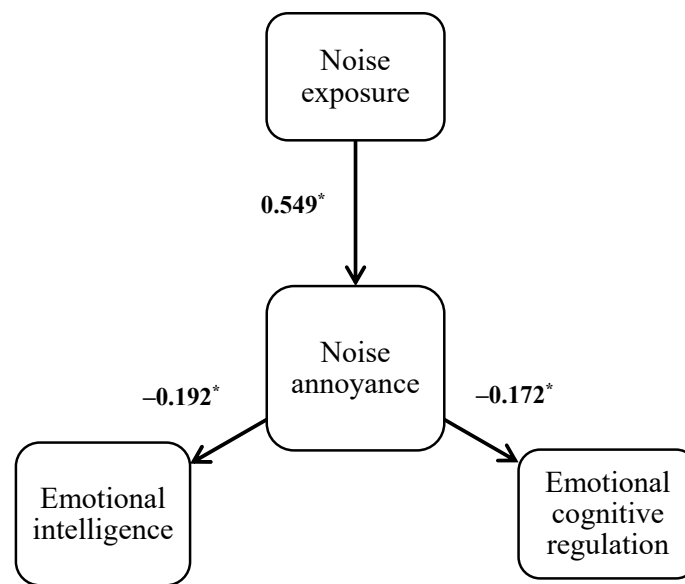 Noise
exposure
0.549*
Noise
annoyance
–0.192*
–0.172*
Emotional
intelligence
Emotional
cognitive
regulation